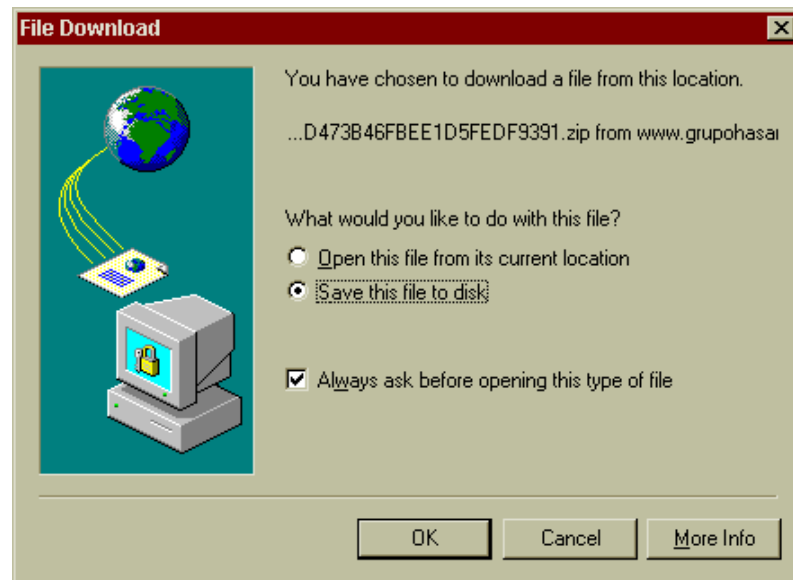 File Download
You have chosen to download a file from this location.
...D473B46FBEE1D5FEDF9391.zip from www.grupohasar
What would you like to do with this file?
Open this file from its current location
Save this file to disk
Always ask before opening this type of file
OK
Cancel
More Info